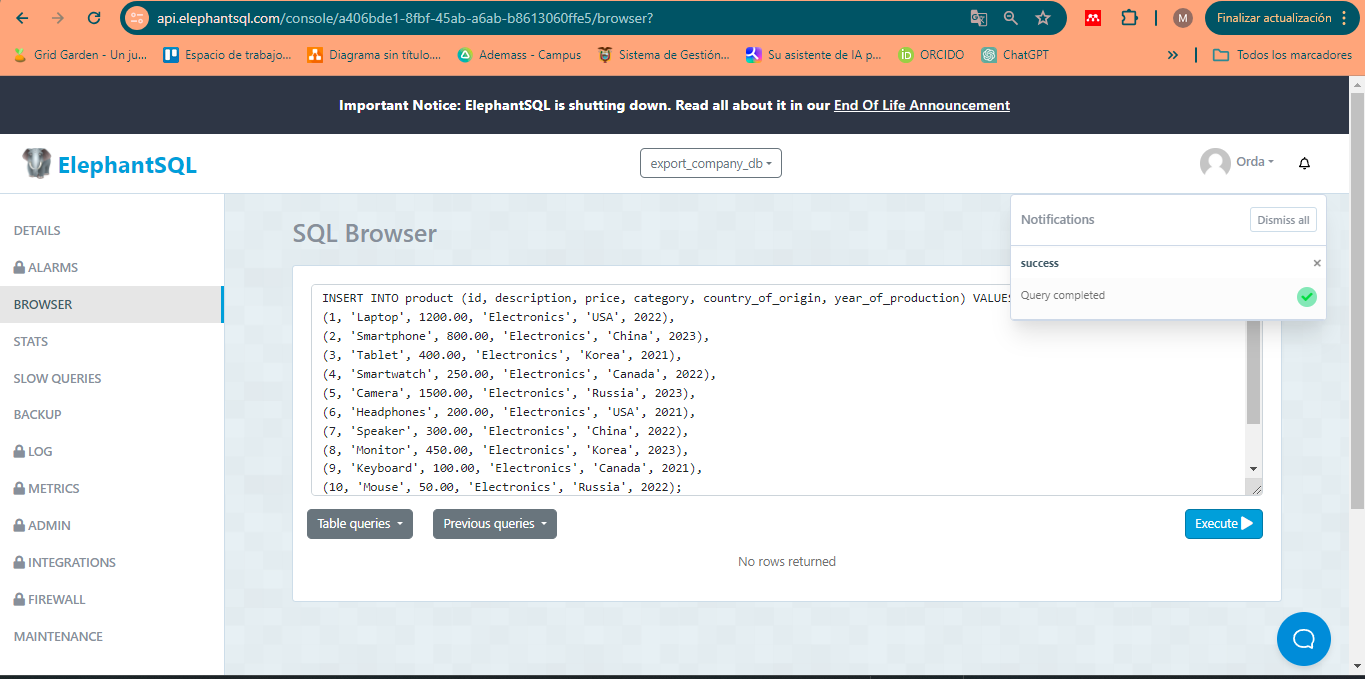 api.elephantsql.com/console/a406bde1-8fbf-45ab-a6ab-b8613060ffe5/browser?
M
Finalizar actualización
Grid Garden - Un ju...
Espacio de trabajo...
Diagrama sin título....
Ademass - Campus
Sistema de Gestión...
Su asistente de IA p...
ORCIDO
ChatGPT
»
Todos los marcadores
Important Notice: ElephantSQL is shutting down. Read all about it in our End Of Life Announcement
ElephantSQL
export_company_db
Orda
Notifications
Dismiss all
success
×
Query completed
DETAILS
ALARMS
BROWSER
STATS
SLOW QUERIES
BACKUP
LOG
METRICS
ADMIN
INTEGRATIONS
FIREWALL
MAINTENANCE
SQL Browser
INSERT INTO product (id, description, price, category, country_of_origin, year_of_production) VALUES
(1, 'Laptop', 1200.00, 'Electronics', 'USA', 2022),
(2, 'Smartphone', 800.00, 'Electronics', 'China', 2023),
(3, 'Tablet', 400.00, 'Electronics', 'Korea', 2021),
(4, 'Smartwatch', 250.00, 'Electronics', 'Canada', 2022),
(5, 'Camera', 1500.00, 'Electronics', 'Russia', 2023),
(6, 'Headphones', 200.00, 'Electronics', 'USA', 2021),
(7, 'Speaker', 300.00, 'Electronics', 'China', 2022),
(8, 'Monitor', 450.00, 'Electronics', 'Korea', 2023),
(9, 'Keyboard', 100.00, 'Electronics', 'Canada', 2021),
(10, 'Mouse', 50.00, 'Electronics', 'Russia', 2022);
Table queries
Previous queries
Execute
No rows returned